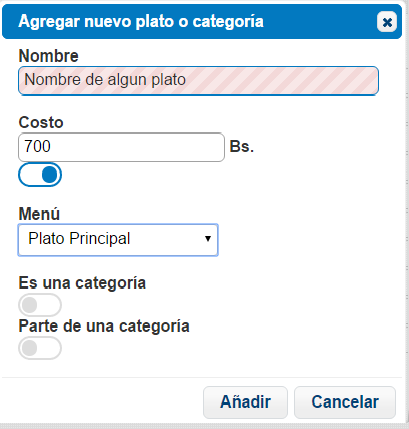 Agregar nuevo plato o categoría
Nombre
Nombre de algun plato
Costo
700 Bs.
Menú
Plato Principal
Es una categoría
Parte de una categoría
Añadir Cancelar